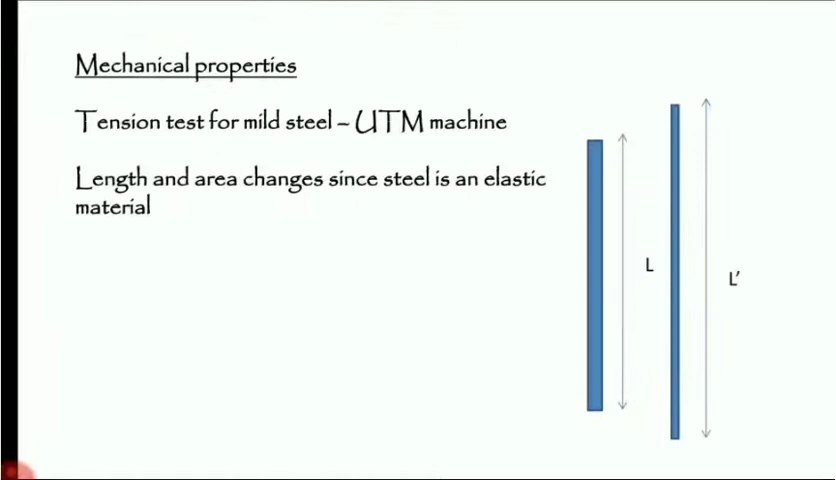 Mechanical properties
Tension test for mild steel – UTM machine
Length and area changes since steel is an elastic
material
L
L’